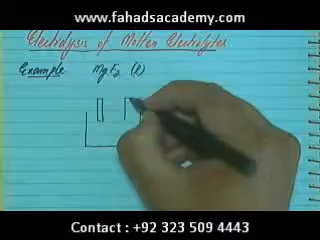 www.fahadsacademy.com
Electrolysis of Molten Electrolytes
Example MgF₂ (l)
Contact : +92 323 509 4443